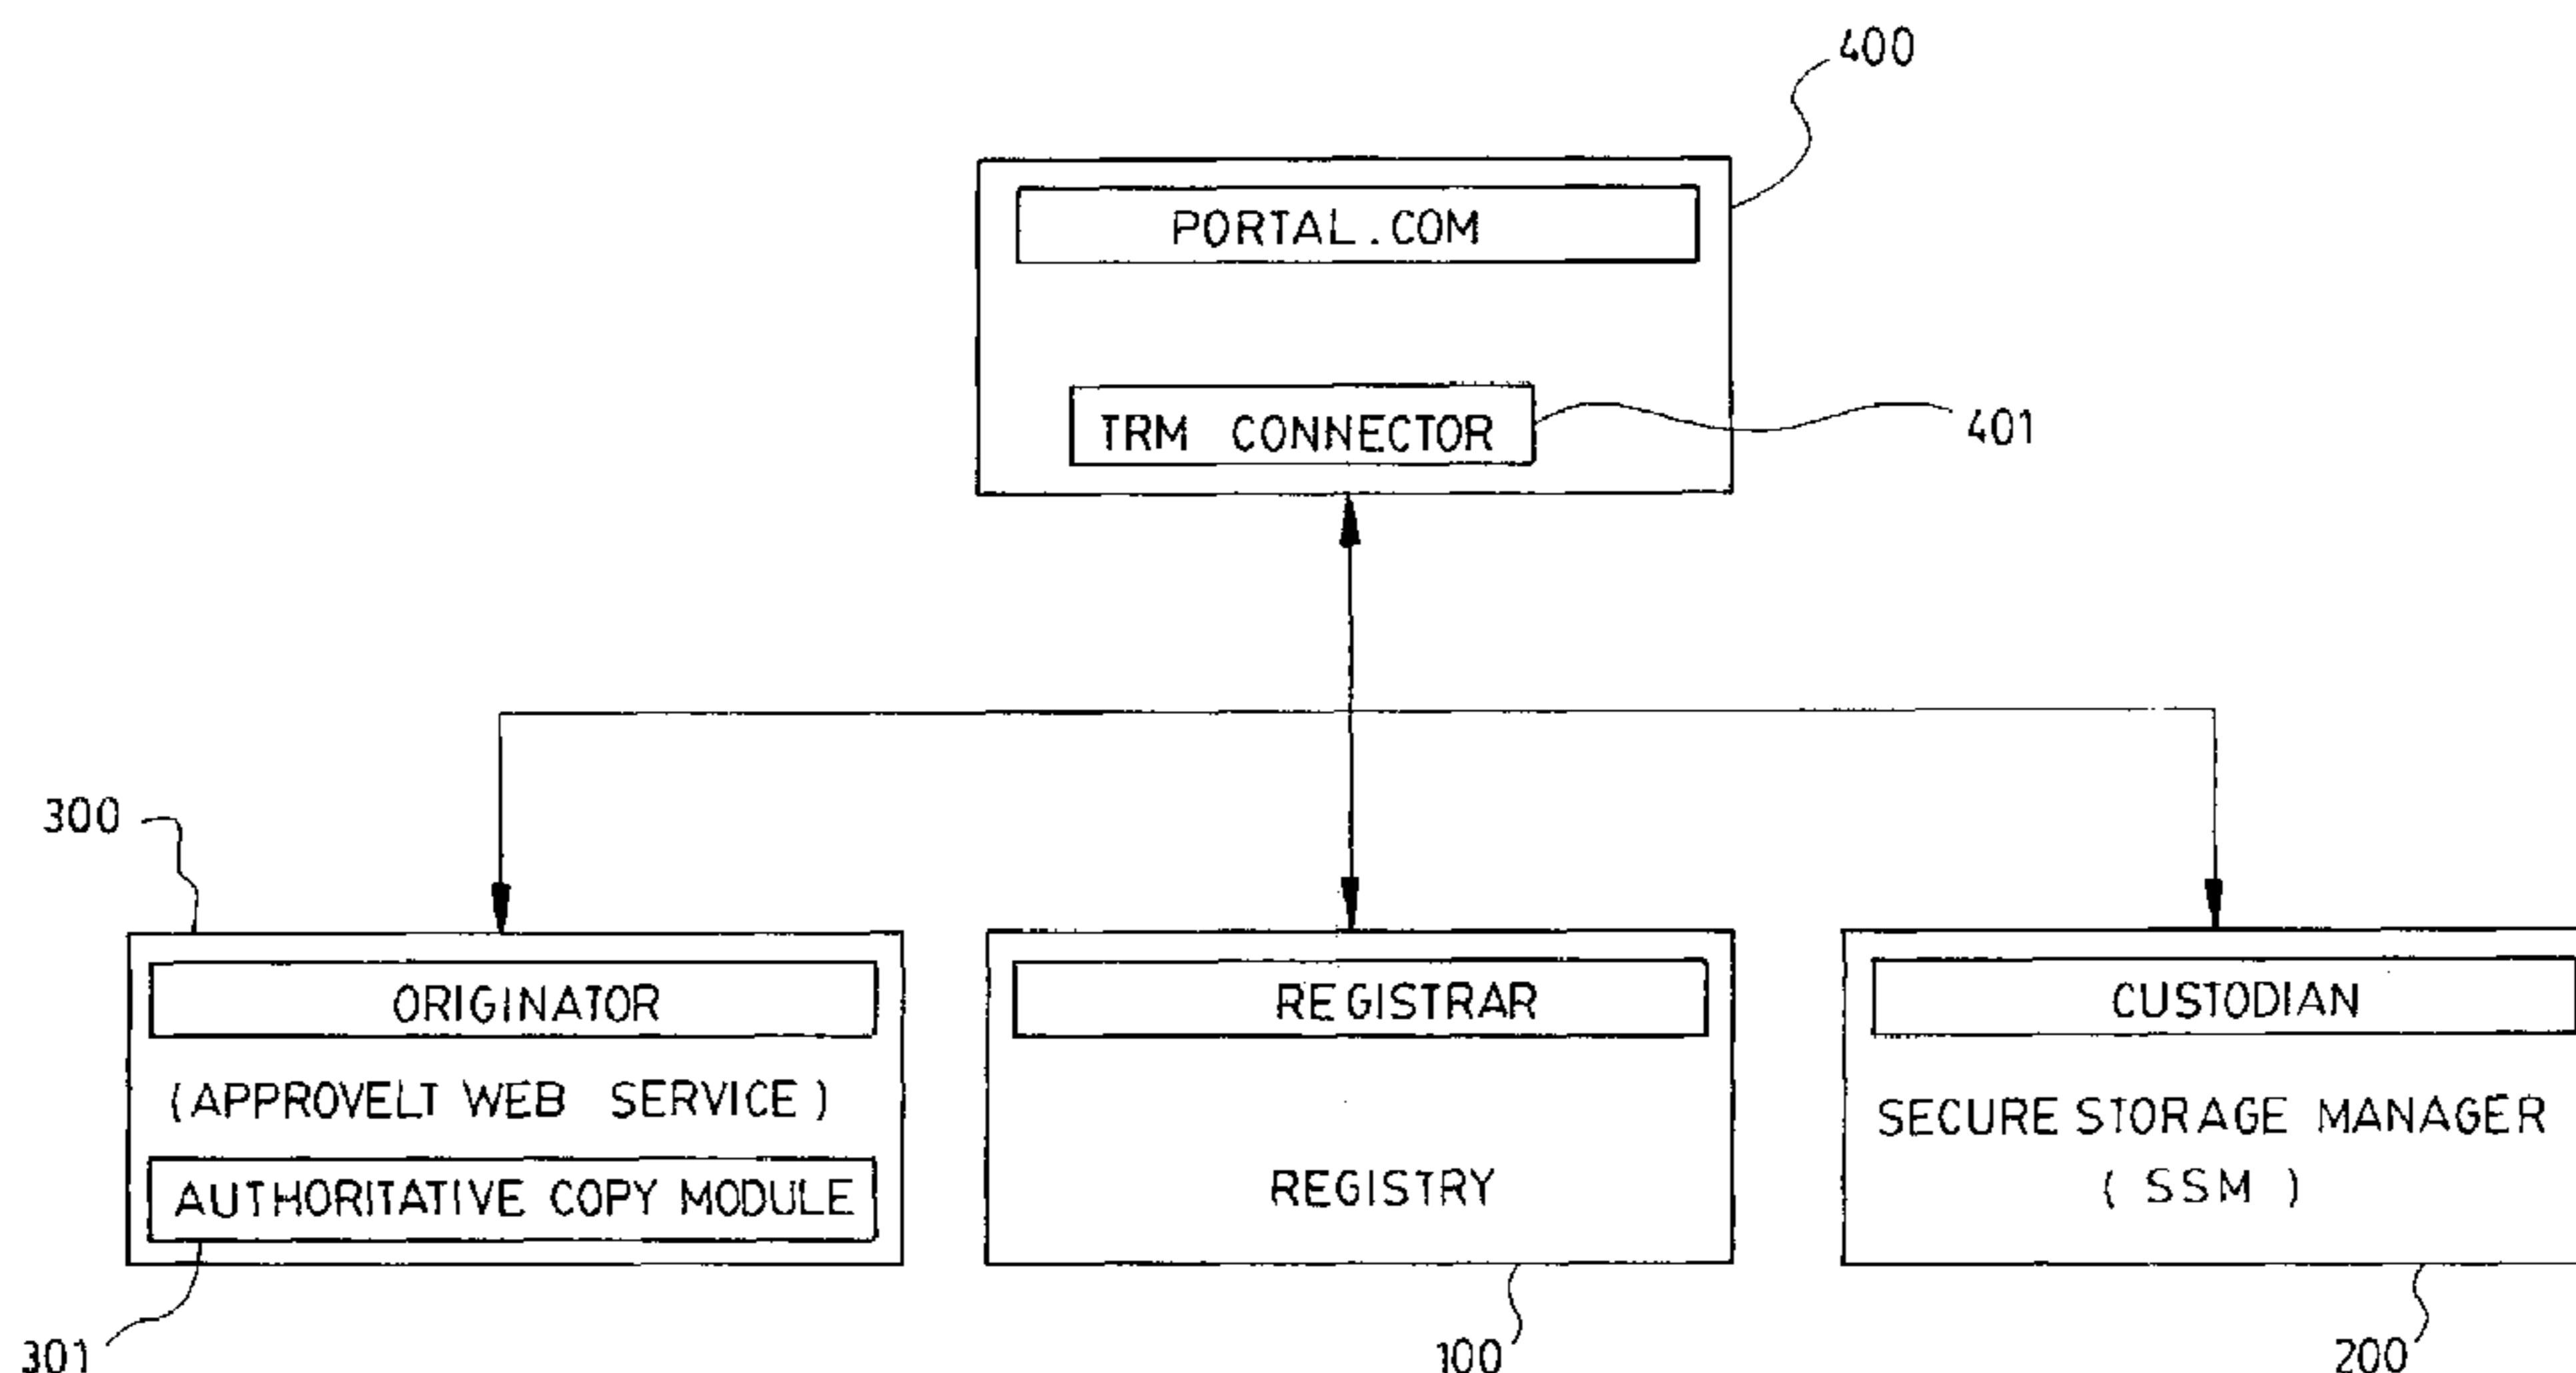 400
PORTAL.COM
TRM CONNECTOR
401
300
ORIGINATOR
(APPROVELT WEB SERVICE)
AUTHORITATIVE COPY MODULE
301
REGISTRAR
REGISTRY
100
CUSTODIAN
SECURE STORAGE MANAGER
( SSM )
200